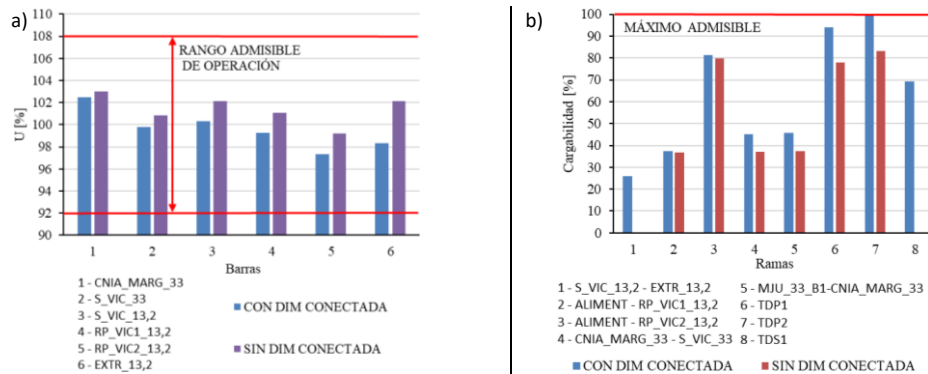 a)
110
108
106
104
102
100
98
96
94
92
90
U [%]
RANGO ADMISIBLE
DE OPERACIÓN
1 2 3 4 5 6
Barras
1 - CNIA_MARG_33
2 - S_VIC_33
3 - S_VIC_13,2
4 - RP_VIC1_13,2
5 - RP_VIC2_13,2
6 - EXTR_13,2
CON DIM CONECTADA
SIN DIM CONECTADA
b)
100
90
80
70
60
50
40
30
20
10
0
Cargabilidad [%]
MÁXIMO ADMISIBLE
1 2 3 4 5 6 7 8
Ramas
1 - S_VIC_13,2 - EXTR_13,2 5 - MJU_33_B1-CNIA_MARG_33
2 - ALIMENT - RP_VIC1_13,2 6 - TDP1
3 - ALIMENT - RP_VIC2_13,2 7 - TDP2
4 - CNIA_MARG_33 - S_VIC_33 8 - TDS1
CON DIM CONECTADA SIN DIM CONECTADA